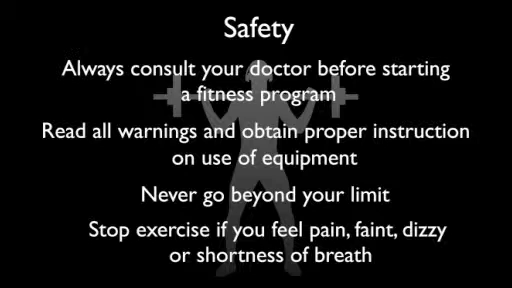 Safety
Always consult your doctor before starting
a fitness program
Read all warnings and obtain proper instruction
on use of equipment
Never go beyond your limit
Stop exercise if you feel pain, faint, dizzy
or shortness of breath